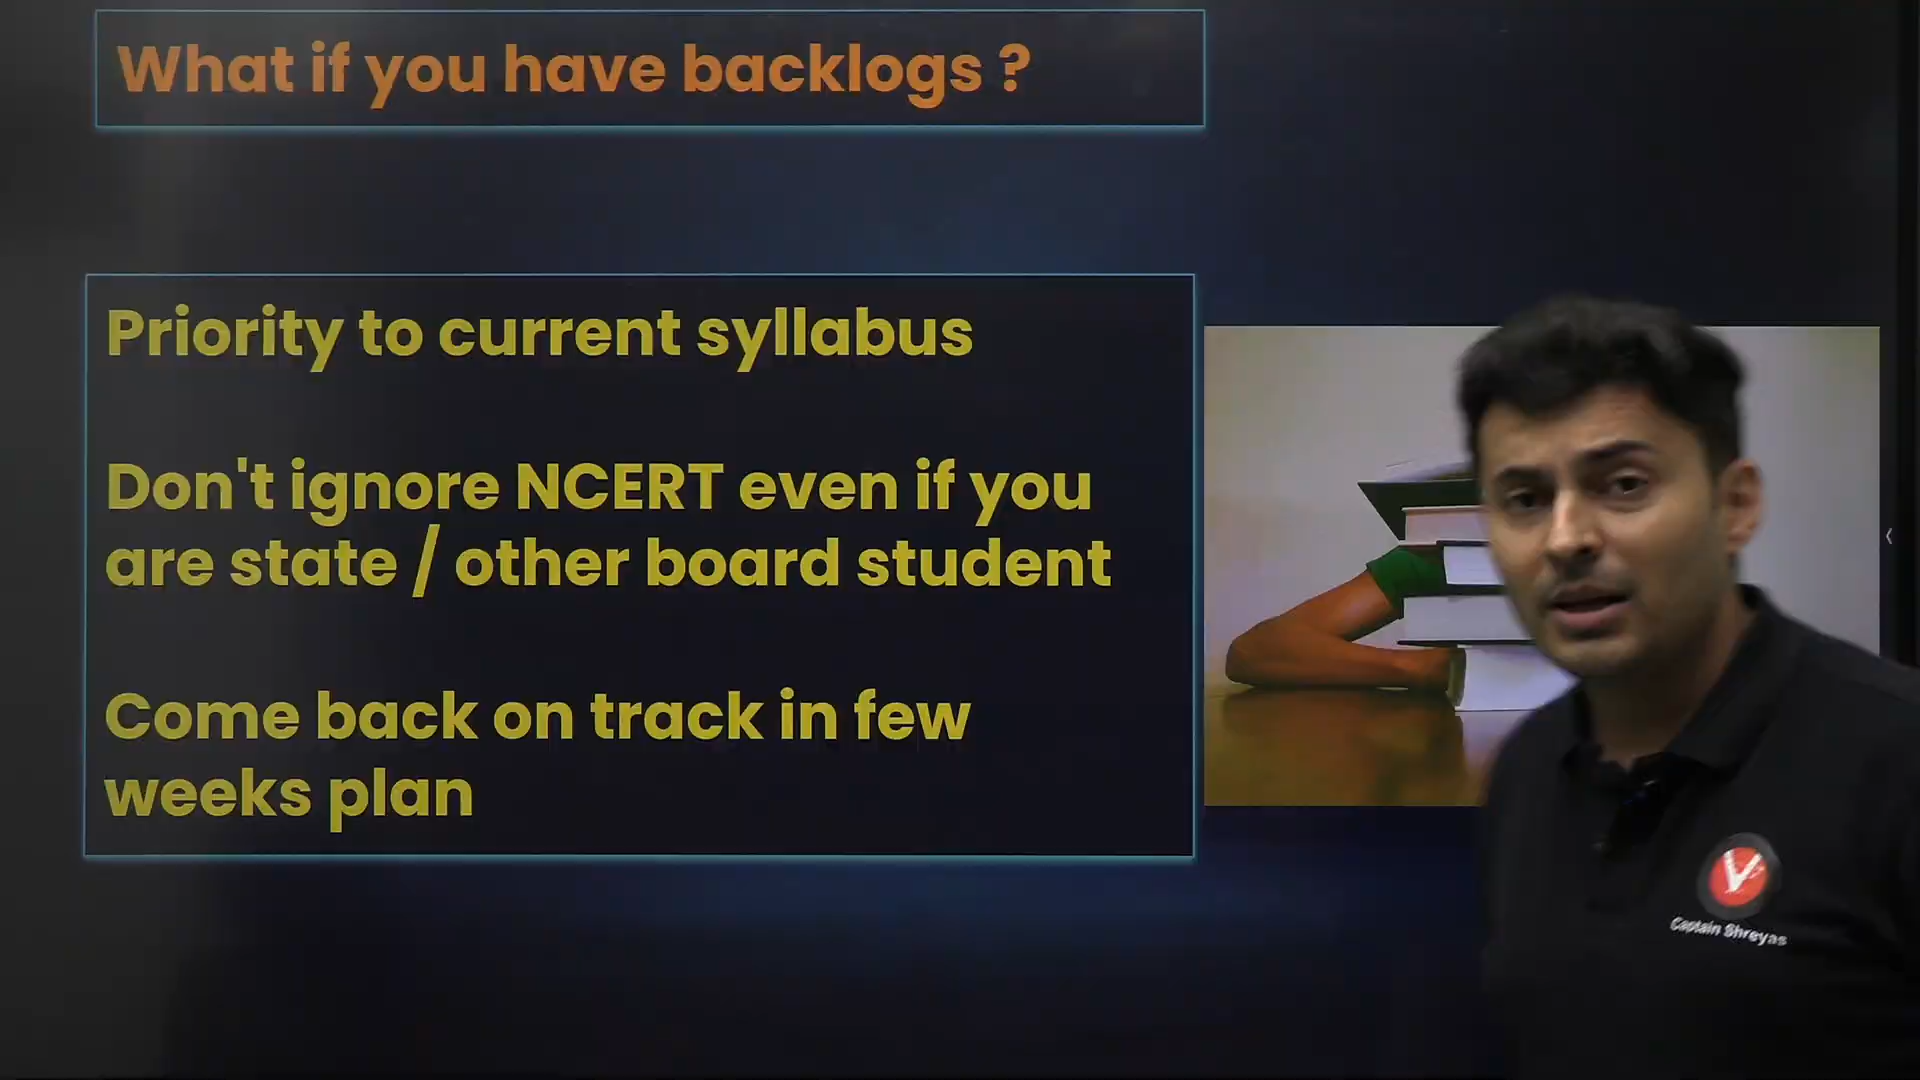 What if you have backlogs ?
Priority to current syllabus
Don't ignore NCERT even if you
are state / other board student
Come back on track in few
weeks plan
V
Captain Shreyas